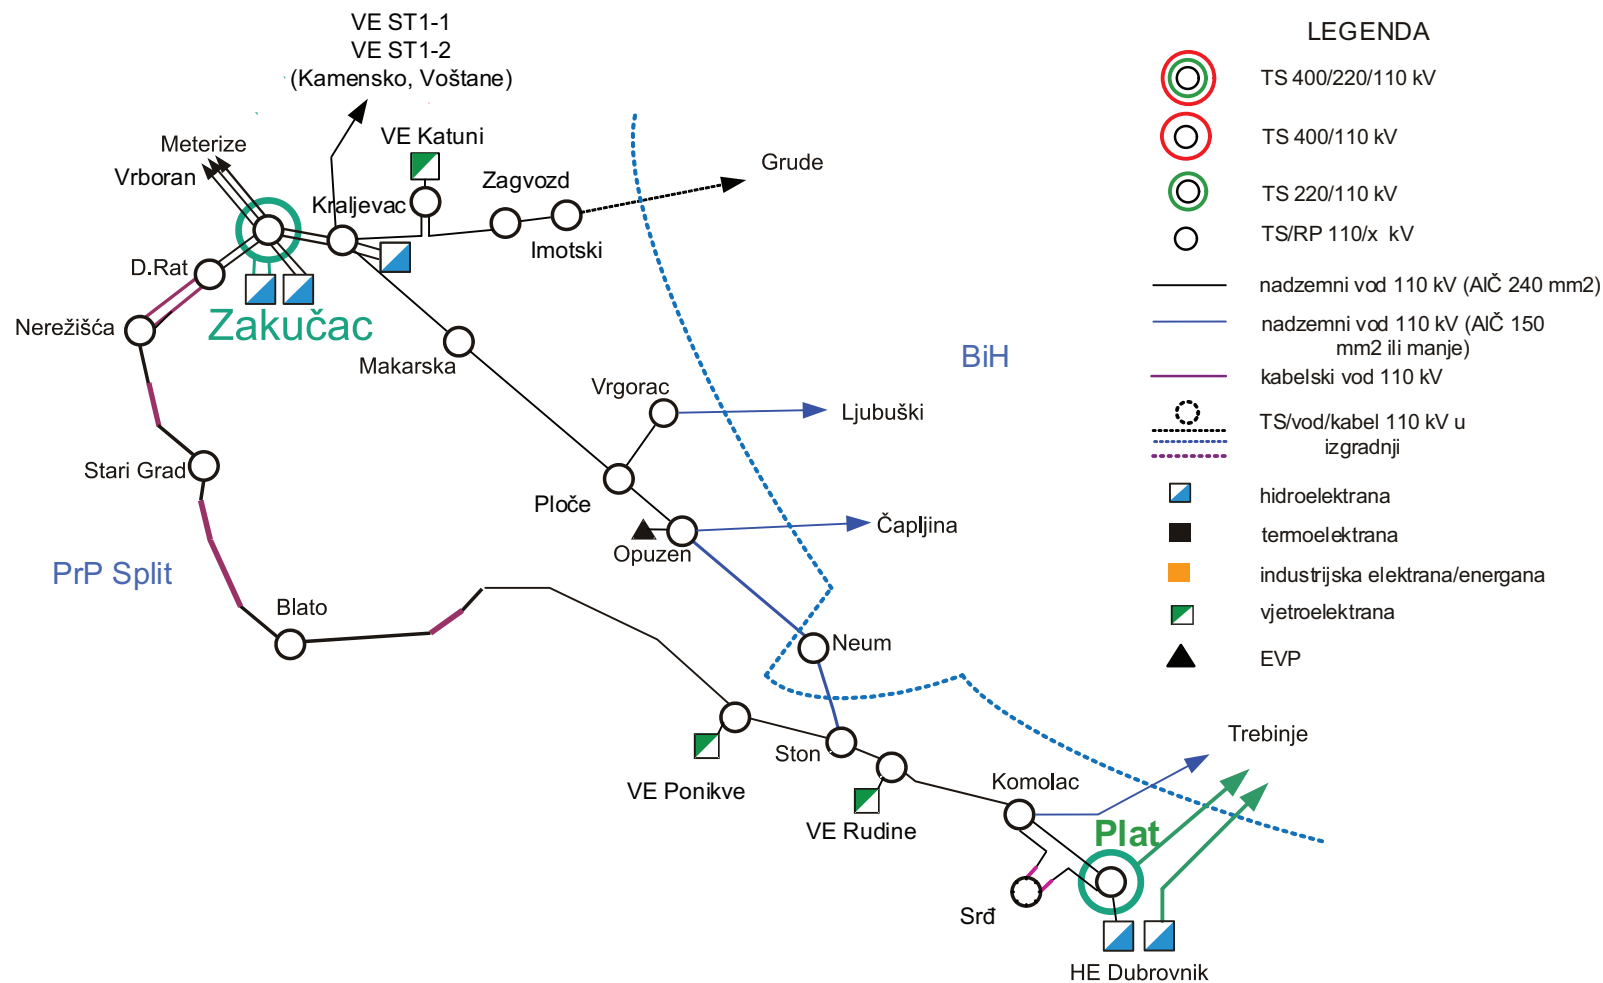 VE ST1-1
VE ST1-2
(Kamensko, Voštane)
Meterize
VE Katuni
Vrboran
Zagvozd
Grude
Kraljevac
Imotski
D.Rat
Nerežišća
Zakučac
Makarska
BiH
Vrgorac
Ljubuški
Stari Grad
Ploče
Čapljina
Opuzen
PrP Split
Blato
Neum
Ston
VE Ponikve
VE Rudine
Komolac
Trebinje
Plat
Srđ
HE Dubrovnik
LEGENDA
TS 400/220/110 kV
TS 400/110 kV
TS 220/110 kV
TS/RP 110/x kV
nadzemni vod 110 kV (AlČ 240 mm2)
nadzemni vod 110 kV (AlČ 150
mm2 ili manje)
kabelski vod 110 kV
TS/vod/kabel 110 kV u
izgradnji
hidroelektrana
termoelektrana
industrijska elektrana/energana
vjetroelektrana
EVP